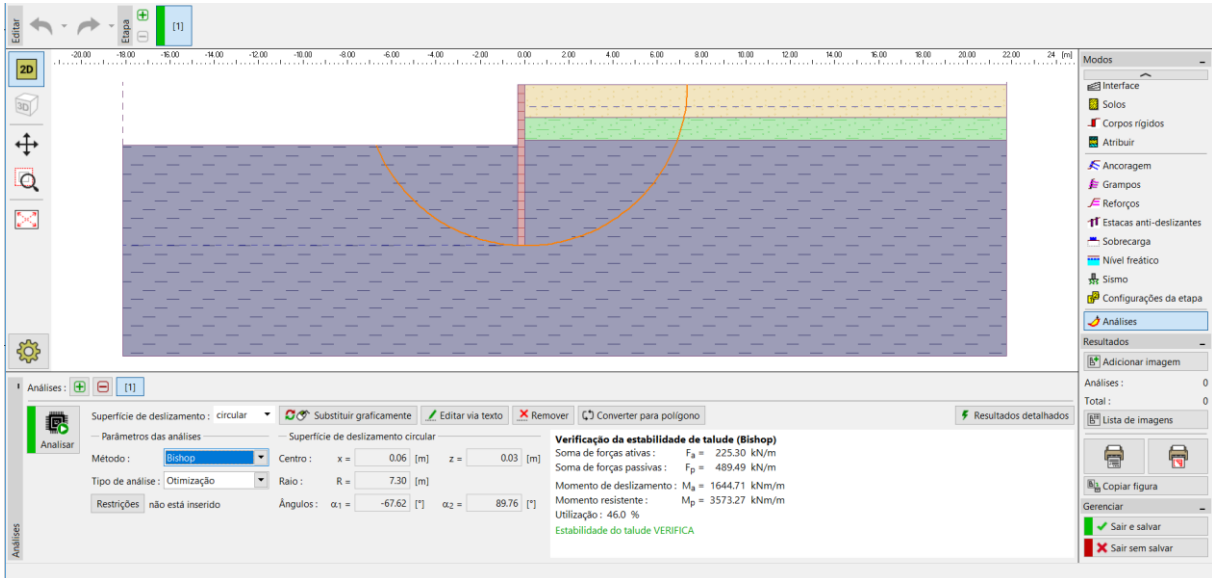 Editar
Etapa
[1]
-20.00 -18.00 -16.00 -14.00 -12.00 -10.00 -8.00 -6.00 -4.00 -2.00 0.00 2.00 4.00 6.00 8.00 10.00 12.00 14.00 16.00 18.00 20.00 22.00 24 [m]
2D
3D
Modos
Interface
Solos
Corpos rígidos
Atribuir
Ancoragem
Grampos
Reforços
Estacas anti-deslizantes
Sobrecarga
Nível freático
Sismo
Configurações da etapa
Análises
Resultados
Adicionar imagem
Análises : 0
Total : 0
Lista de imagens
Copiar figura
Gerenciar
Sair e salvar
Sair sem salvar
Análises : [1]
Analisar
Superfície de deslizamento : circular Substituir graficamente Editar via texto Remover Converter para polígono Resultados detalhados
Parâmetros das análises
Método : Bishop
Tipo de análise : Otimização
Restrições não está inserido
Superfície de deslizamento circular
Centro : x = 0.06 [m] z = 0.03 [m]
Raio : R = 7.30 [m]
Ângulos : α1 = -67.62 [°] α2 = 89.76 [°]
Verificação da estabilidade de talude (Bishop)
Soma de forças ativas : Fa = 225.30 kN/m
Soma de forças passivas : Fp = 489.49 kN/m
Momento de deslizamento : Ma = 1644.71 kNm/m
Momento resistente : Mp = 3573.27 kNm/m
Utilização : 46.0 %
Estabilidade do talude VERIFICA
Análises